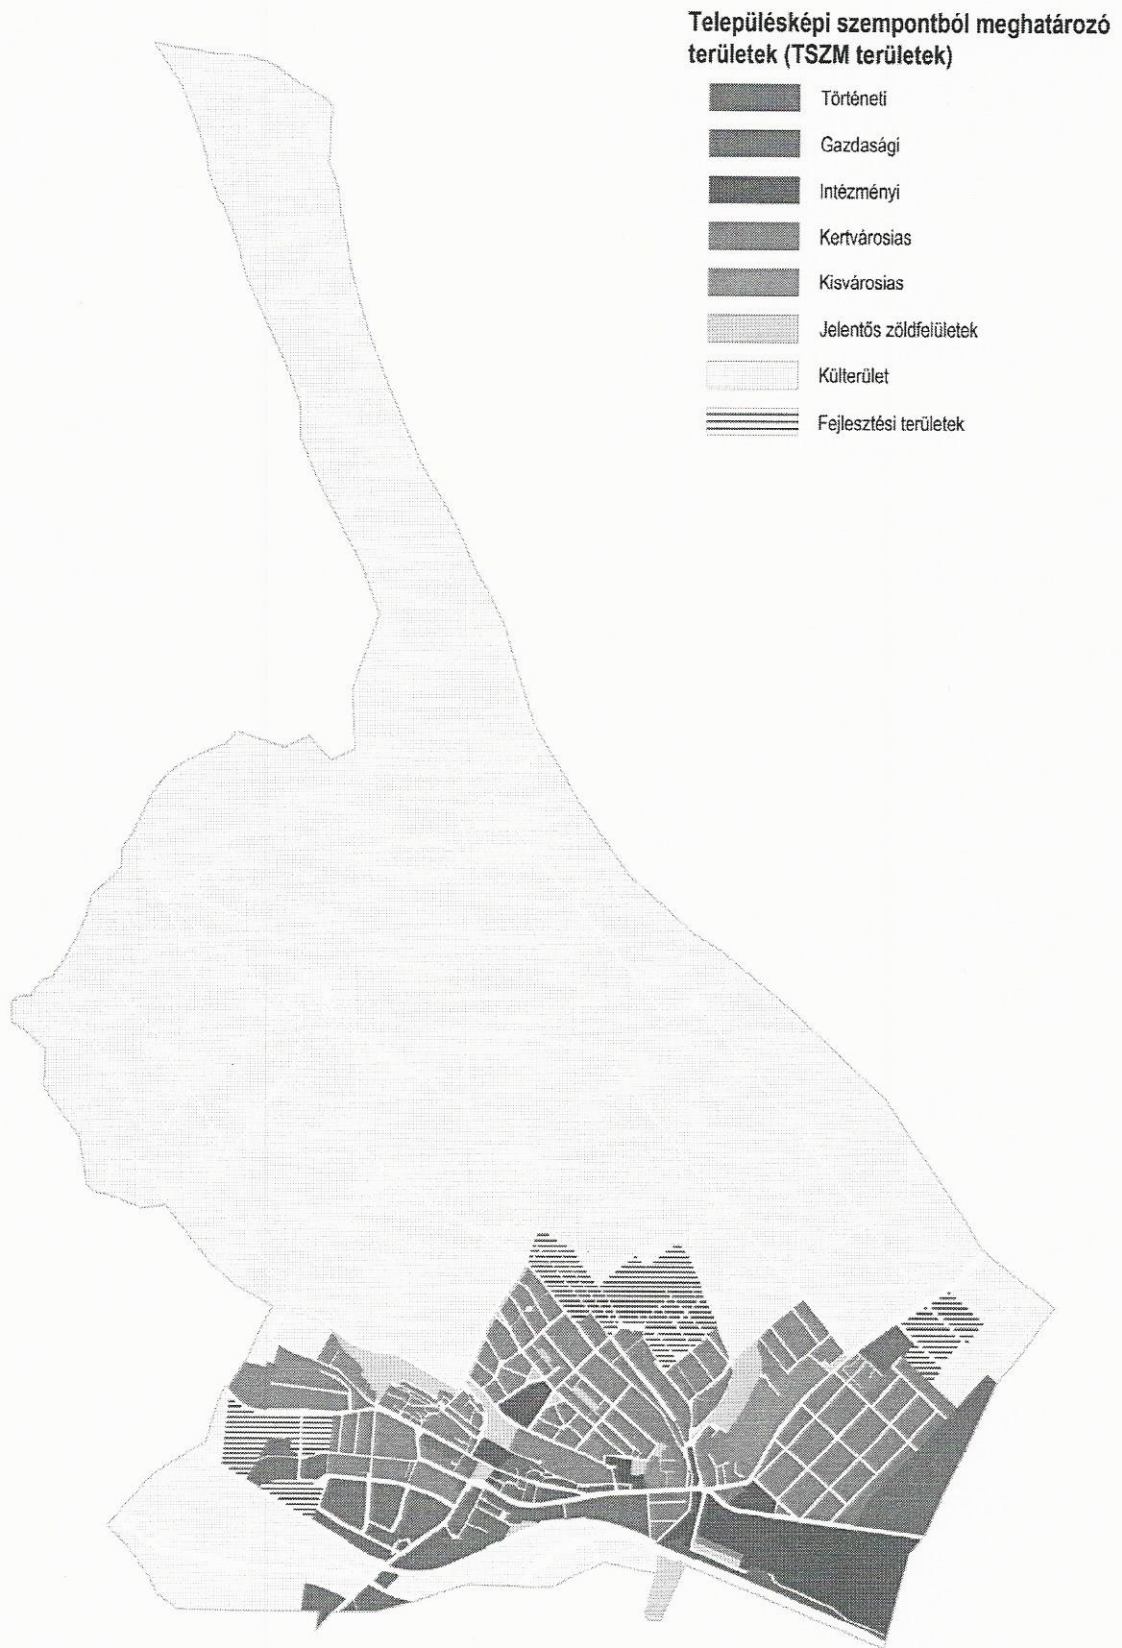 Településképi szempontból meghatározó
területek (TSZM területek)
Történeti
Gazdasági
Intézményi
Kertvárosias
Kisvárosias
Jelentős zöldfelületek
Külterület
Fejlesztési területek